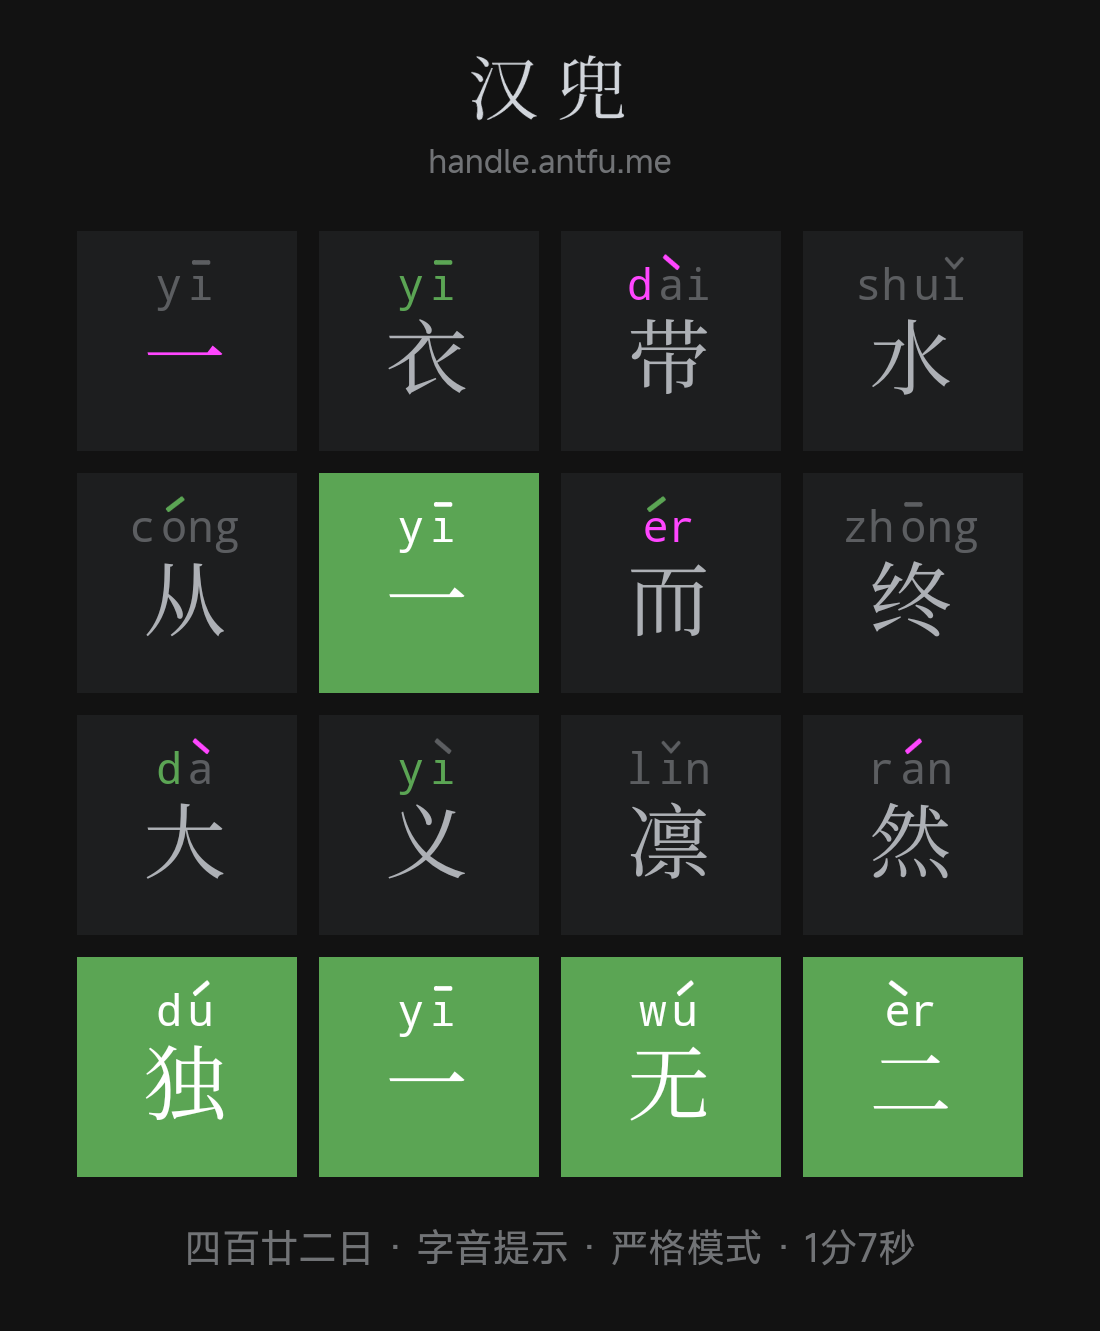 汉兜
handle.antfu.me
yī yī dài shuǐ
一衣带水
cóng yī ér zhōng
从一而终
dà yì lǐn rán
大义凛然
dú yī wú èr
独一无二
四百廿二日 · 字音提示 · 严格模式 · 1分7秒